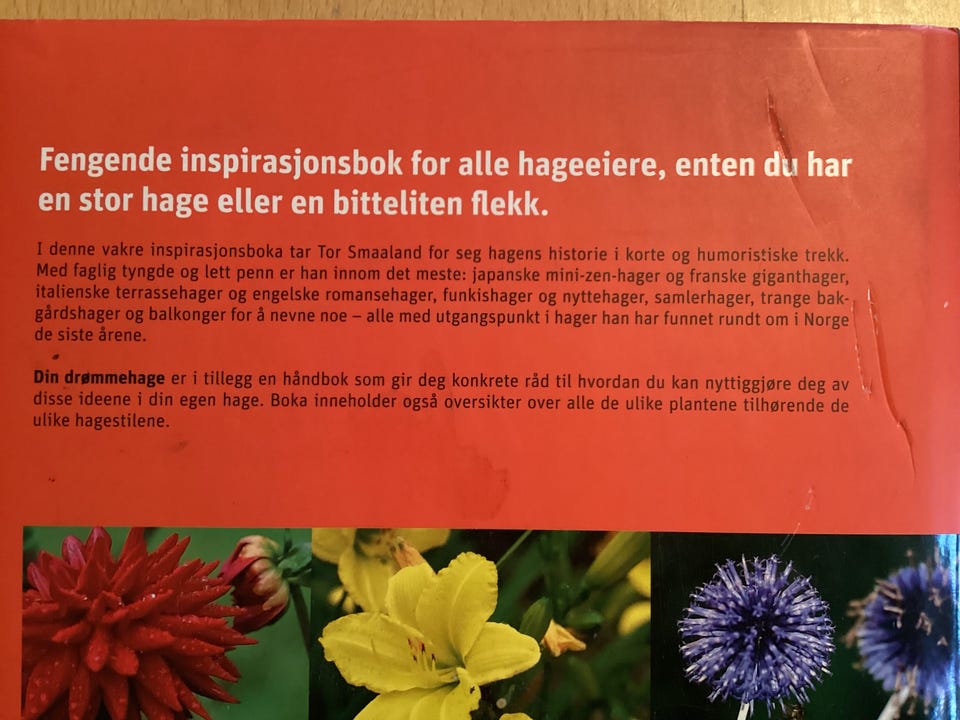 Fengende inspirasjonsbok for alle hageeiere, enten du har
en stor hage eller en bitteliten flekk.
I denne vakre inspirasjonsboka tar Tor Smaaland for seg hagens historie i korte og humoristiske trekk.
Med faglig tyngde og lett penn er han innom det meste: japanske mini-zen-hager og franske giganthager,
italienske terrassehager og engelske romansehager, funkishager og nyttehager, samlerhager, trange bak-
gårdshager og balkonger for å nevne noe – alle med utgangspunkt i hager han har funnet rundt om i Norge
de siste årene.
Din drømmehage er i tillegg en håndbok som gir deg konkrete råd til hvordan du kan nyttiggjøre deg av
disse ideene i din egen hage. Boka inneholder også oversikter over alle de ulike plantene tilhørende de
ulike hagestilene.